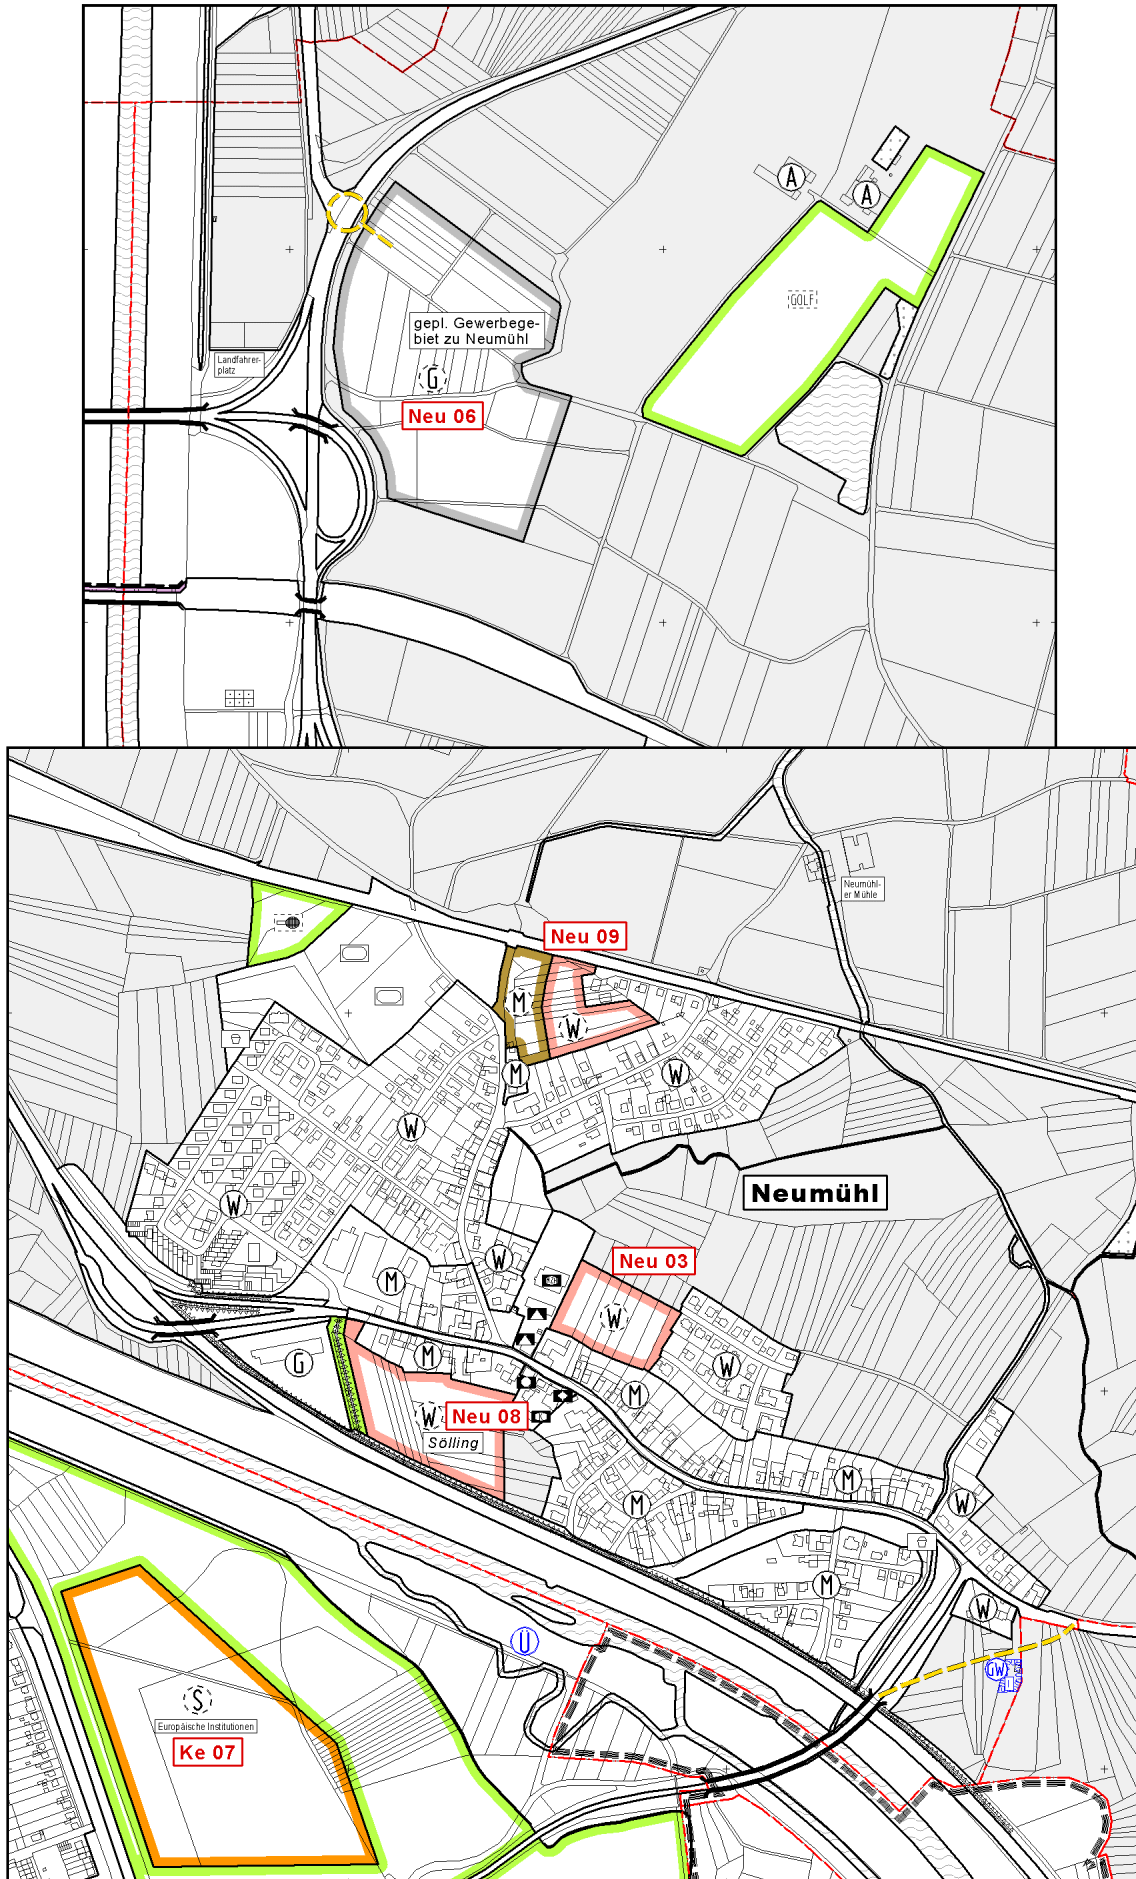 A
A
GOLF
gepl. Gewerbege-
biet zu Neumühl
Landfahrer-
platz
G
Neu 06
Neumühl-
er Mühle
Neu 09
M
W
M
W
W
Neumühl
W
W
Neu 03
M
W
M
G
W
M
W
Neu 08
Sölling
M
W
M
M
W
U
GW
S
Europäische Institutionen
Ke 07